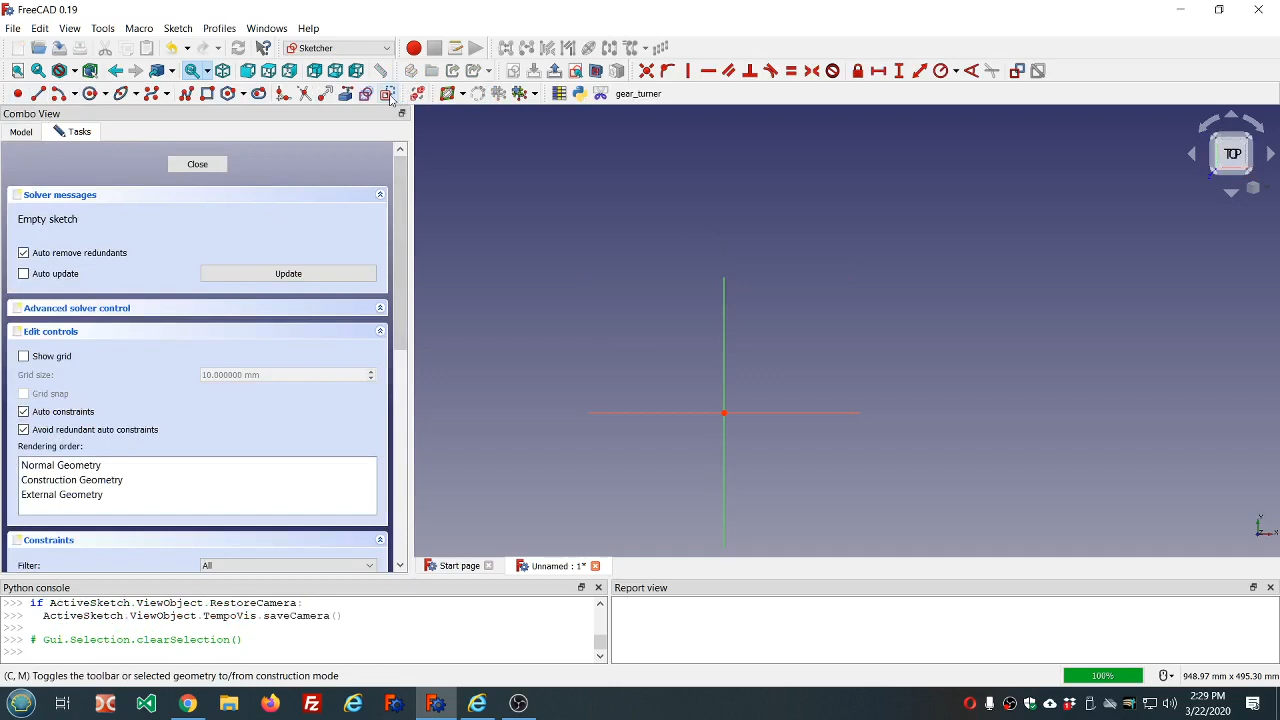 FreeCAD 0.19
File Edit View Tools Macro Sketch Profiles Windows Help
Sketcher
gear_turner
Combo View
Model Tasks
Close
Solver messages
Empty sketch
Auto remove redundants
Auto update Update
Advanced solver control
Edit controls
Show grid
Grid size: 10.000000 mm
Grid snap
Auto constraints
Avoid redundant auto constraints
Rendering order:
Normal Geometry
Construction Geometry
External Geometry
Constraints
Filter: All
TOP
Y
X
Z
Start page Unnamed : 1*
Python console
>>> if ActiveSketch.ViewObject.RestoreCamera:
>>> ActiveSketch.ViewObject.TempoVis.saveCamera()
>>>
>>> # Gui.Selection.clearSelection()
>>>
Report view
(C, M) Toggles the toolbar or selected geometry to/from construction mode
100%
948.97 mm x 495.30 mm
2:29 PM
3/22/2020